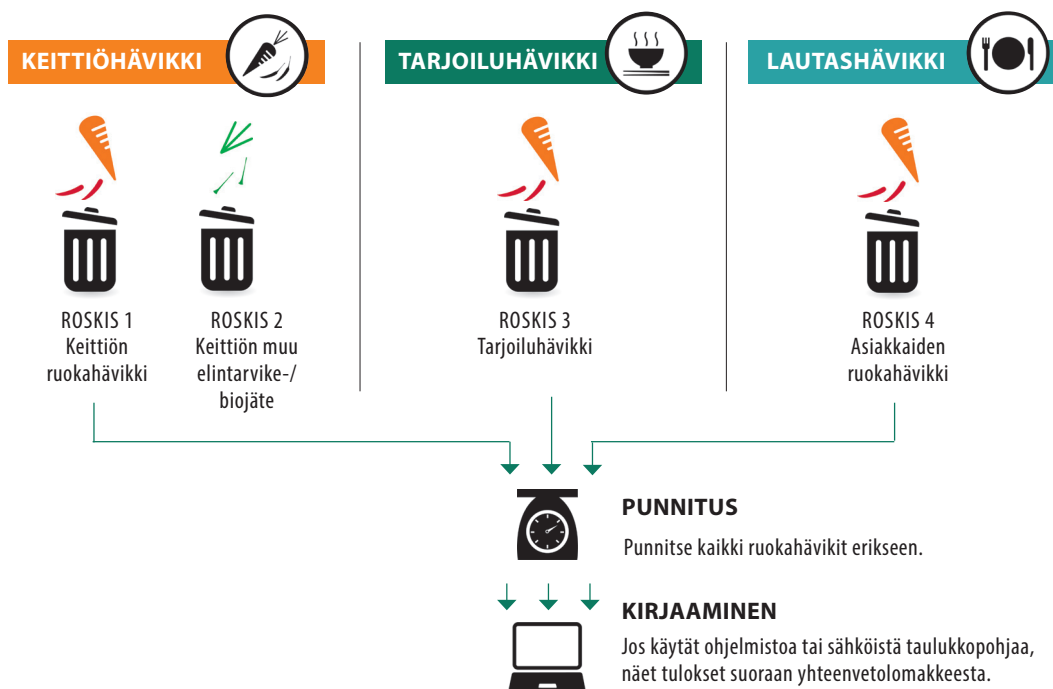 KEITTIÖHÄVIKKI
TARJOILUHÄVIKKI
LAUTASHÄVIKKI
ROSKIS 1
Keittiön
ruokahävikki
ROSKIS 2
Keittiön muu
elintarvike-/
biojäte
ROSKIS 3
Tarjoiluhävikki
ROSKIS 4
Asiakkaiden
ruokahävikki
PUNNITUS
Punnitse kaikki ruokahävikit erikseen.
KIRJAAMINEN
Jos käytät ohjelmistoa tai sähköistä taulukkopohjaa,
näet tulokset suoraan yhteenvetolomakkeesta.